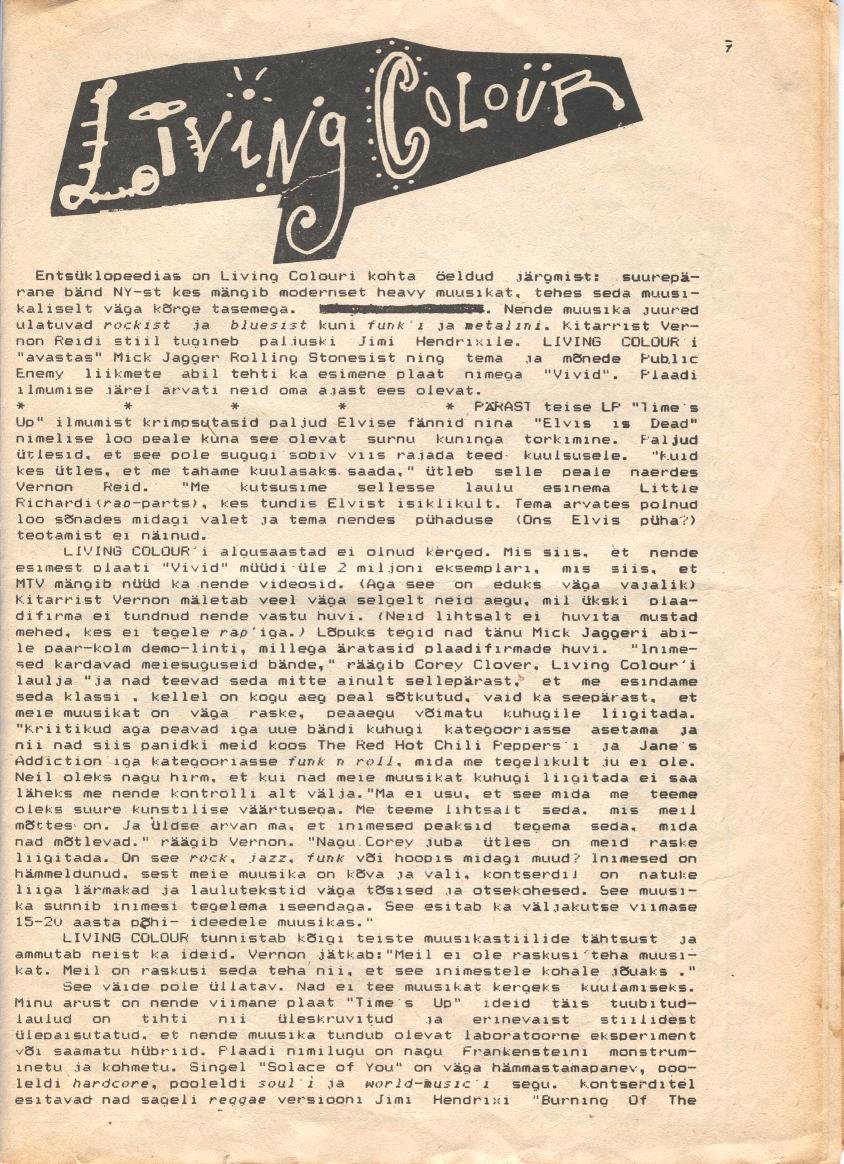 7
Living Coloür
Entsüklopeedias on Living Colouri kohta öeldud järgmist: suurepä-
rane bänd NY-st kes mängib modernset heavy muusikat, tehes seda muusi-
kaliselt väga kõrge tasemega. . Nende muusika juured
ulatuvad rockist ja bluesist kuni funk'i ja metalini. Kitarrist Ver-
non Reidi stiil tugineb paljuski Jimi Hendrixile. LIVING COLOUR'i
"avastas" Mick Jagger Rolling Stonesist ning tema ja mõnede Public
Enemy liikmete abil tehti ka esimene plaat nimega "Vivid". Plaadi
ilmumise järel arvati neid oma ajast ees olevat.
* * * * * PÄRAST teise LP "Time's
Up" ilmumist krimpsutasid paljud Elvise fännid nina "Elvis is Dead"
nimelise loo peale kuna see olevat surnu kuninga torkimine. Paljud
ütlesid, et see pole sugugi sobiv viis rajada teed kuulsusele. "Kuid
kes ütles, et me tahame kuulasaks saada," ütleb selle peale naerdes
Vernon Reid. "Me kutsusime sellesse laulu esinema Little
Richardi(rap-parts), kes tundis Elvist isiklikult. Tema arvates polnud
loo sõnades midagi valet ja tema nendes pühaduse (Ons Elvis püha?)
teotamist ei näinud.
LIVING COLOUR'i algusaastad ei olnud kerged. Mis siis, et nende
esimest plaati "Vivid" müüdi üle 2 miljoni eksemplari, mis siis, et
MTV mängib nüüd ka nende videosid. (Aga see on eduks väga vajalik)
Kitarrist Vernon mäletab veel väga selgelt neid aegu, mil ükski plaa-
difirma ei tundnud nende vastu huvi. (Neid lihtsalt ei huvita mustad
mehed, kes ei tegele rap'iga.) Lõpuks tegid nad tänu Mick Jaggeri abi-
le paar-kolm demo-linti, millega äratasid plaadifirmade huvi. "Inime-
sed kardavad meiesuguseid bände," räägib Corey Clover, Living Colour'i
laulja "ja nad teevad seda mitte ainult sellepärast, et me esindame
seda klassi , kellel on kogu aeg peal sõtkutud, vaid ka seepärast, et
meie muusikat on väga raske, peaaegu võimatu kuhugile liigitada.
"Kriitikud aga peavad iga uue bändi kuhugi kategooriasse asetama ja
nii nad siis panidki meid koos The Red Hot Chili Peppers'i ja Jane's
Addiction'iga kategooriasse funk n roll, mida me tegelikult ju ei ole.
Neil oleks nagu hirm, et kui nad meie muusikat kuhugi liigitada ei saa
läheks me nende kontrolli alt välja."Ma ei usu, et see mida me teeme
oleks suure kunstilise väärtusega. Me teeme lihtsalt seda, mis meil
mõttes on. Ja üldse arvan ma, et inimesed peaksid tegema seda, mida
nad mõtlevad." räägib Vernon. "Nagu Corey juba ütles on meid raske
liigitada. On see rock, jazz, funk või hoopis midagi muud? Inimesed on
hämmeldunud, sest meie muusika on kõva ja vali, kontserdil on natuke
liiga lärmakad ja laulutekstid väga tõsised ja otsekohesed. See muusi-
ka sunnib inimesi tegelema iseendaga. See esitab ka väljakutse viimase
15-20 aasta põhi- ideedele muusikas."
LIVING COLOUR tunnistab kõigi teiste muusikastiilide tähtsust ja
ammutab neist ka ideid. Vernon jätkab:"Meil ei ole raskusi teha muusi-
kat. Meil on raskusi seda teha nii, et see inimestele kohale jõuaks ."
See väide pole üllatav. Nad ei tee muusikat kergeks kuulamiseks.
Minu arust on nende viimane plaat "Time's Up" ideid täis tuubitud-
laulud on tihti nii üleskruvitud ja erinevaist stiilidest
ülepaisutatud, et nende muusika tundub olevat laboratoorne eksperiment
või saamatu hübriid. Plaadi nimilugu on nagu Frankensteini monstrum-
inetu ja kohmetu. Singel "Solace of You" on väga hämmastamapanev, poo-
leldi hardcore, pooleldi soul'i ja world-music'i segu. Kontserditel
esitavad nad sageli reggae versiooni Jimi Hendrixi "Burning Of The